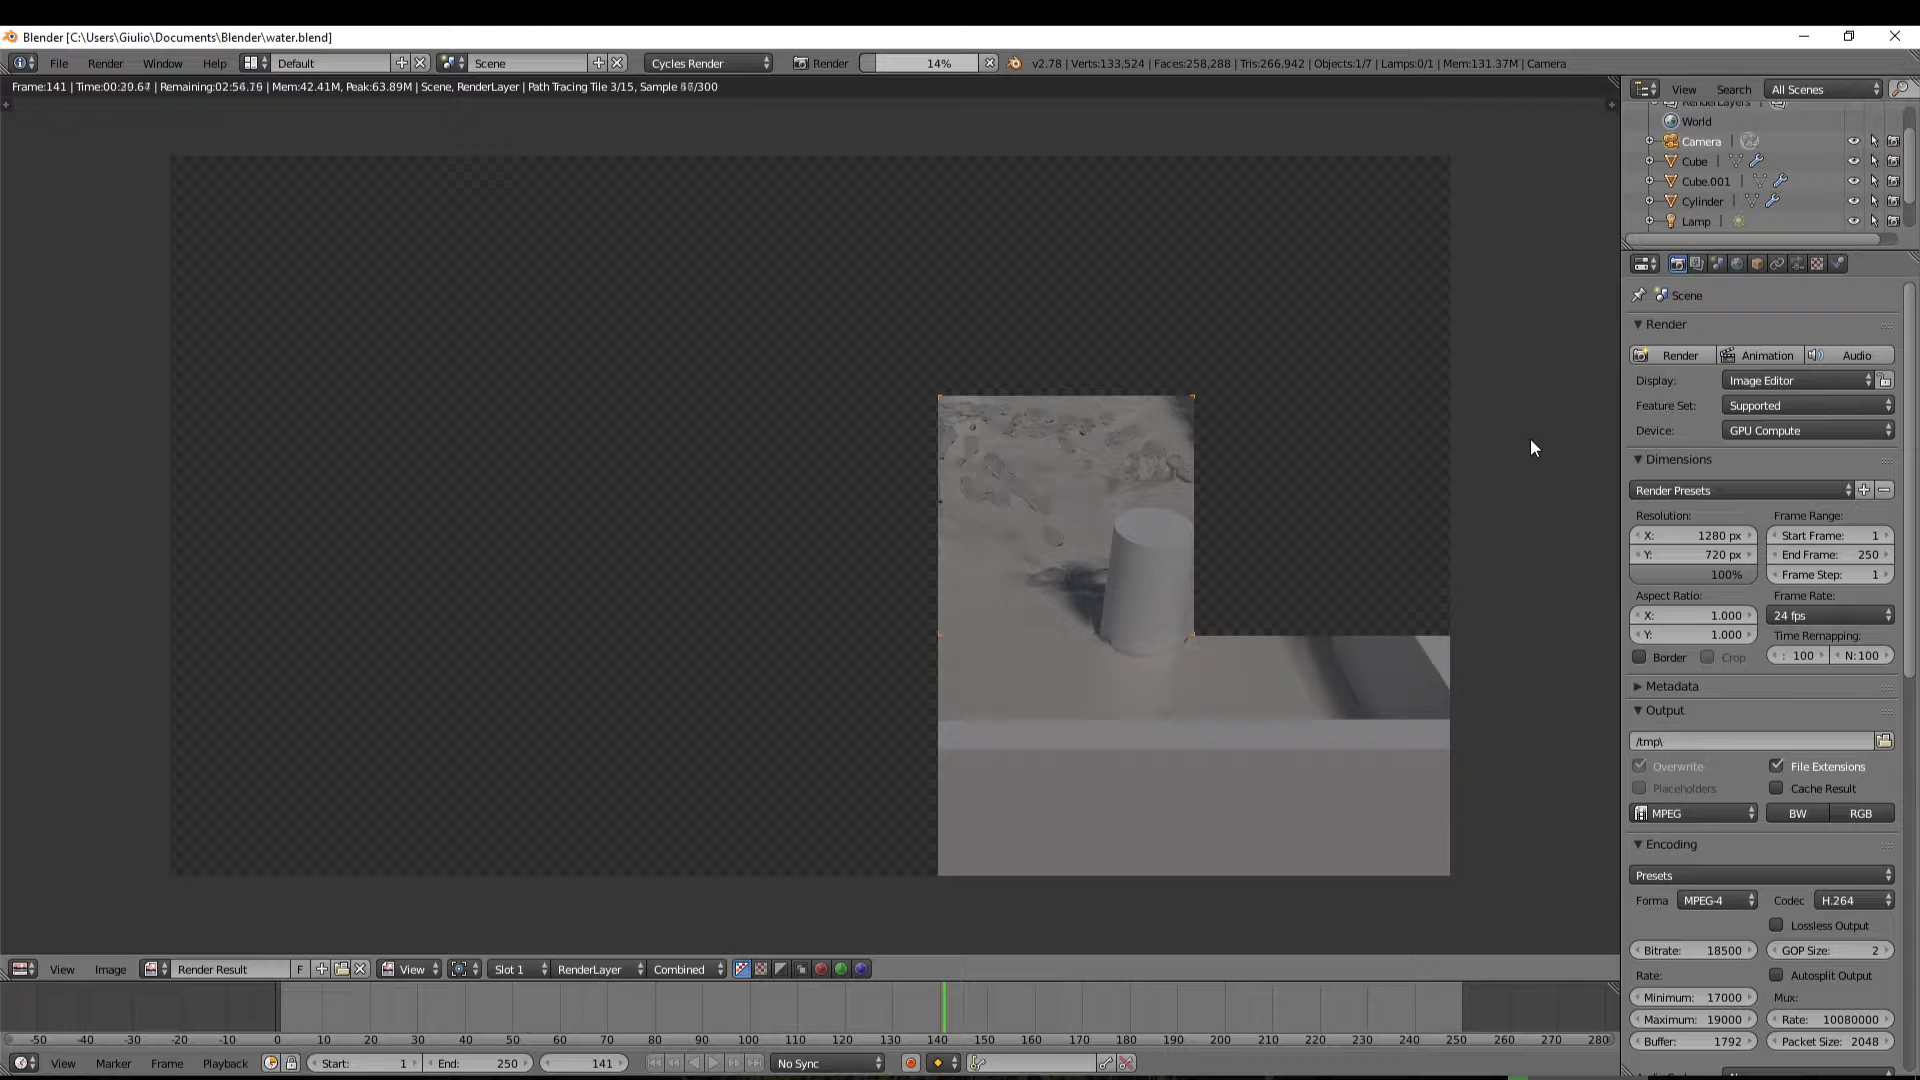 Blender [C:\Users\Giulio\Documents\Blender\water.blend]
File Render Window Help Default Scene Cycles Render Render 14% v2.78 | Verts:133,524 | Faces:258,288 | Tris:266,942 | Objects:1/7 | Lamps:0/1 | Mem:131.37M | Camera
Frame:141 | Mem:42.41M, Peak:63.89M | Scene, RenderLayer | Path Tracing Tile 3/15, Sample
View Search All Scenes
RenderLayers
World
Camera
Cube
Cube.001
Cylinder
Lamp
Scene
Render
Render Animation Audio
Display: Image Editor
Feature Set: Supported
Device: GPU Compute
Dimensions
Render Presets
Resolution: Frame Range:
X: 1280 px Start Frame: 1
Y: 720 px End Frame: 250
100% Frame Step: 1
Aspect Ratio: Frame Rate:
X: 1.000 24 fps
Y: 1.000 Time Remapping:
Border Crop : 100 N:100
Metadata
Output
/tmp\
Overwrite File Extensions
Placeholders Cache Result
MPEG BW RGB
Encoding
Presets
Forma MPEG-4 Codec H.264
Lossless Output
Bitrate: 18500 GOP Size: 2
Rate: Autosplit Output
Minimum: 17000 Mux:
Maximum: 19000 Rate: 10080000
Buffer: 1792 Packet Size: 2048
View Image Render Result F View Slot 1 RenderLayer Combined
-50 -40 -30 -20 -10 0 10 20 30 40 50 60 70 80 90 100 110 120 130 140 150 160 170 180 190 200 210 220 230 240 250 260 270 280
View Marker Frame Playback Start: 1 End: 250 141 No Sync